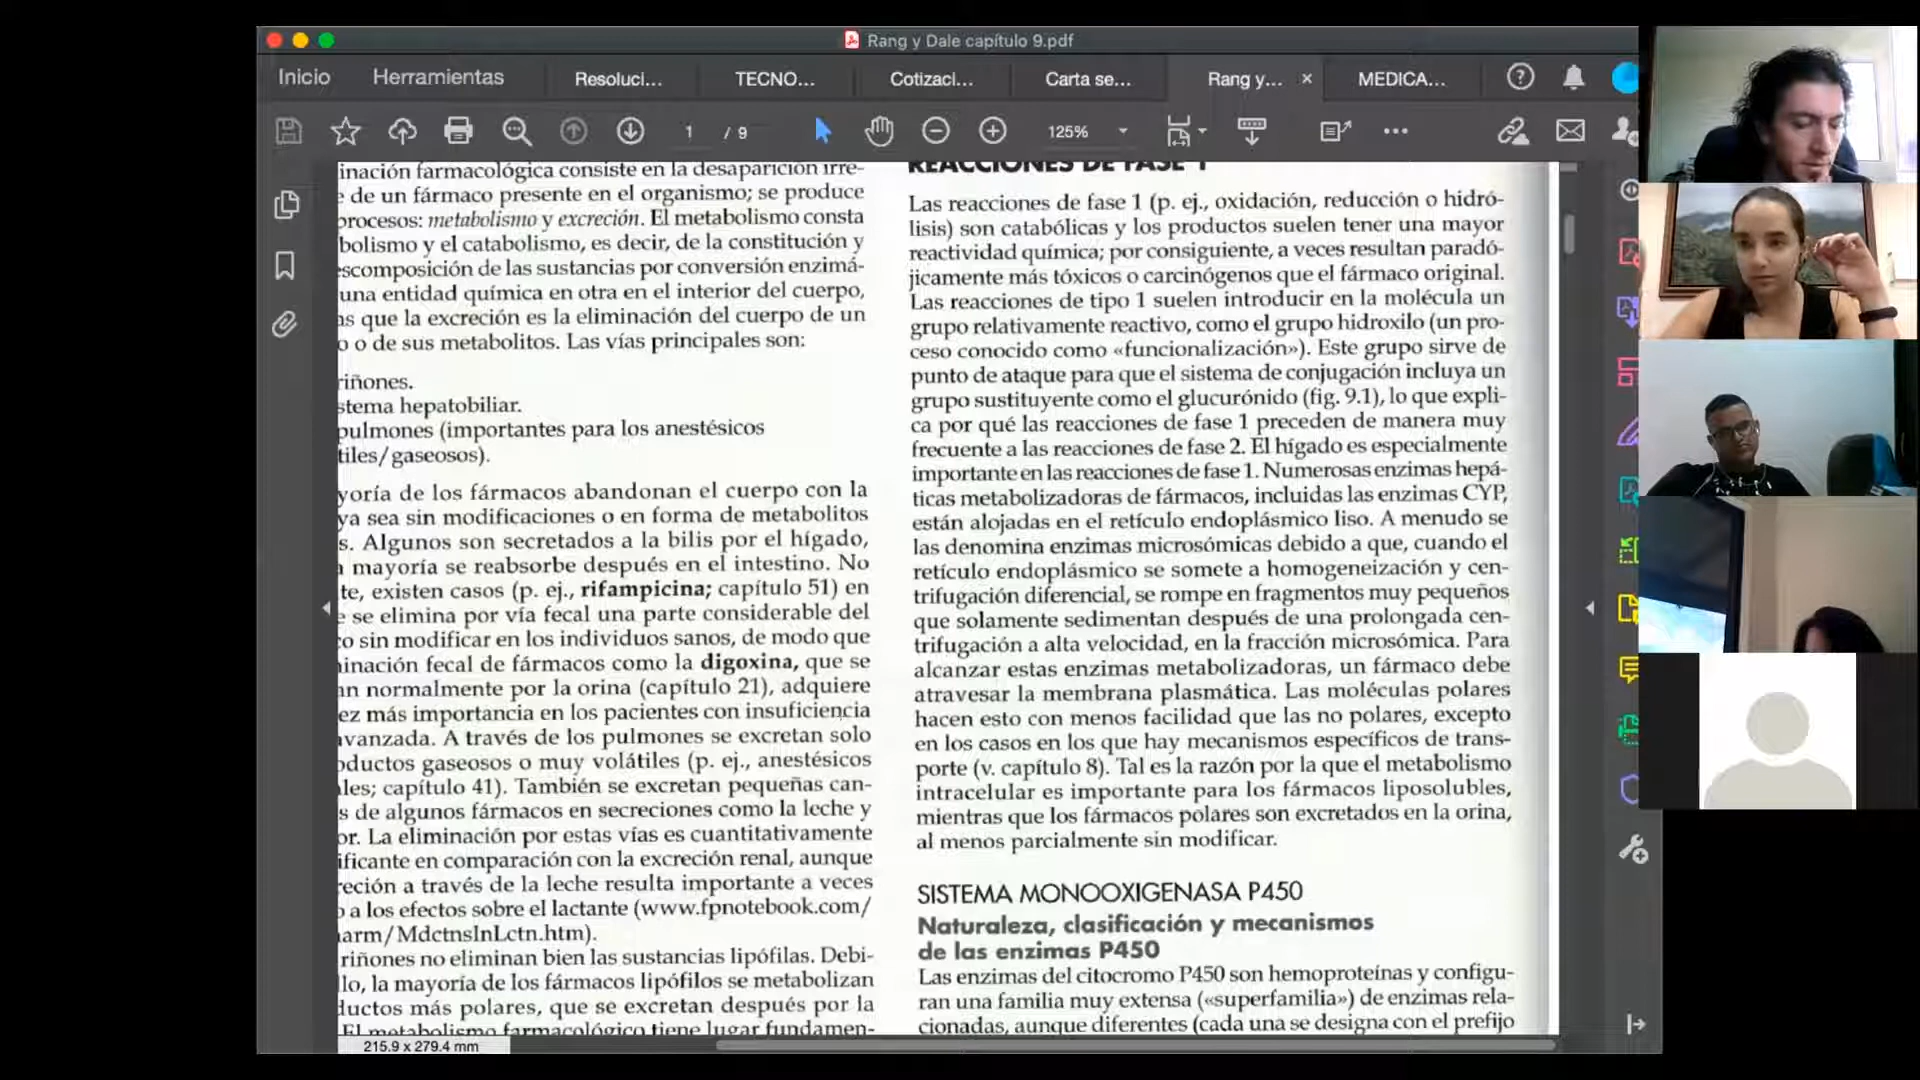 Rang y Dale capítulo 9.pdf
Inicio
Herramientas
Resoluci...
TECNO...
Cotizaci...
Carta se...
Rang y...
MEDICA...
1 / 9
125%
inación farmacológica consiste en la desaparición irre-
e de un fármaco presente en el organismo; se produce
procesos: metabolismo y excreción. El metabolismo consta
bolismo y el catabolismo, es decir, de la constitución y
escomposición de las sustancias por conversión enzimá-
una entidad química en otra en el interior del cuerpo,
as que la excreción es la eliminación del cuerpo de un
o o de sus metabolitos. Las vías principales son:
riñones.
stema hepatobiliar.
pulmones (importantes para los anestésicos
tiles/gaseosos).
yoría de los fármacos abandonan el cuerpo con la
ya sea sin modificaciones o en forma de metabolitos
s. Algunos son secretados a la bilis por el hígado,
a mayoría se reabsorbe después en el intestino. No
te, existen casos (p. ej., rifampicina; capítulo 51) en
e se elimina por vía fecal una parte considerable del
co sin modificar en los individuos sanos, de modo que
inación fecal de fármacos como la digoxina, que se
an normalmente por la orina (capítulo 21), adquiere
ez más importancia en los pacientes con insuficiencia
avanzada. A través de los pulmones se excretan solo
oductos gaseosos o muy volátiles (p. ej., anestésicos
les; capítulo 41). También se excretan pequeñas can-
s de algunos fármacos en secreciones como la leche y
or. La eliminación por estas vías es cuantitativamente
ificante en comparación con la excreción renal, aunque
reción a través de la leche resulta importante a veces
o a los efectos sobre el lactante (www.fpnotebook.com/
arm/MdctnsInLctn.htm).
riñones no eliminan bien las sustancias lipófilas. Debi-
lo, la mayoría de los fármacos lipófilos se metabolizan
ductos más polares, que se excretan después por la
El metabolismo farmacológico tiene lugar fundamen-
REACCIONES DE FASE 1
Las reacciones de fase 1 (p. ej., oxidación, reducción o hidró-
lisis) son catabólicas y los productos suelen tener una mayor
reactividad química; por consiguiente, a veces resultan paradó-
jicamente más tóxicos o carcinógenos que el fármaco original.
Las reacciones de tipo 1 suelen introducir en la molécula un
grupo relativamente reactivo, como el grupo hidroxilo (un pro-
ceso conocido como «funcionalización»). Este grupo sirve de
punto de ataque para que el sistema de conjugación incluya un
grupo sustituyente como el glucurónido (fig. 9.1), lo que expli-
ca por qué las reacciones de fase 1 preceden de manera muy
frecuente a las reacciones de fase 2. El hígado es especialmente
importante en las reacciones de fase 1. Numerosas enzimas hepá-
ticas metabolizadoras de fármacos, incluidas las enzimas CYP,
están alojadas en el retículo endoplásmico liso. A menudo se
las denomina enzimas microsómicas debido a que, cuando el
retículo endoplásmico se somete a homogeneización y cen-
trifugación diferencial, se rompe en fragmentos muy pequeños
que solamente sedimentan después de una prolongada cen-
trifugación a alta velocidad, en la fracción microsómica. Para
alcanzar estas enzimas metabolizadoras, un fármaco debe
atravesar la membrana plasmática. Las moléculas polares
hacen esto con menos facilidad que las no polares, excepto
en los casos en los que hay mecanismos específicos de trans-
porte (v. capítulo 8). Tal es la razón por la que el metabolismo
intracelular es importante para los fármacos liposolubles,
mientras que los fármacos polares son excretados en la orina,
al menos parcialmente sin modificar.
SISTEMA MONOOXIGENASA P450
Naturaleza, clasificación y mecanismos
de las enzimas P450
Las enzimas del citocromo P450 son hemoproteínas y configu-
ran una familia muy extensa («superfamilia») de enzimas rela-
cionadas, aunque diferentes (cada una se designa con el prefijo
215.9 x 279.4 mm